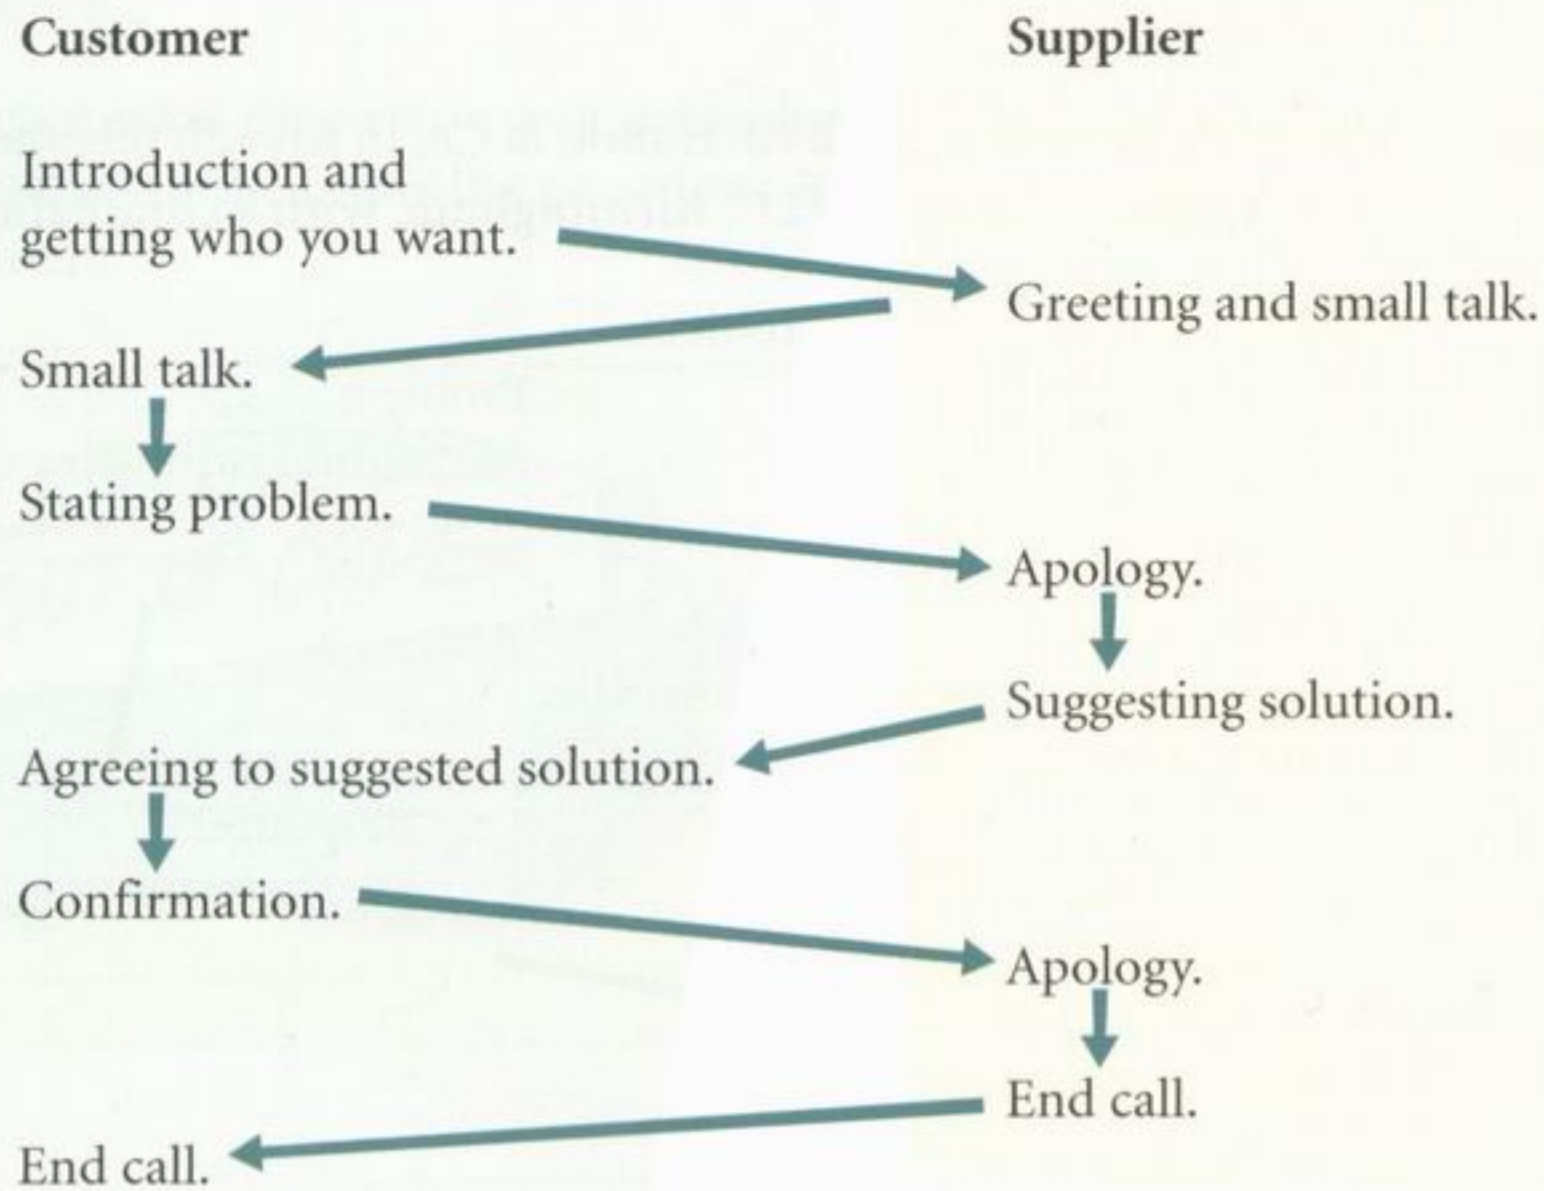 Customer
Supplier
Introduction and
getting who you want.
Greeting and small talk.
Small talk.
Stating problem.
Apology.
Suggesting solution.
Agreeing to suggested solution.
Confirmation.
Apology.
End call.
End call.